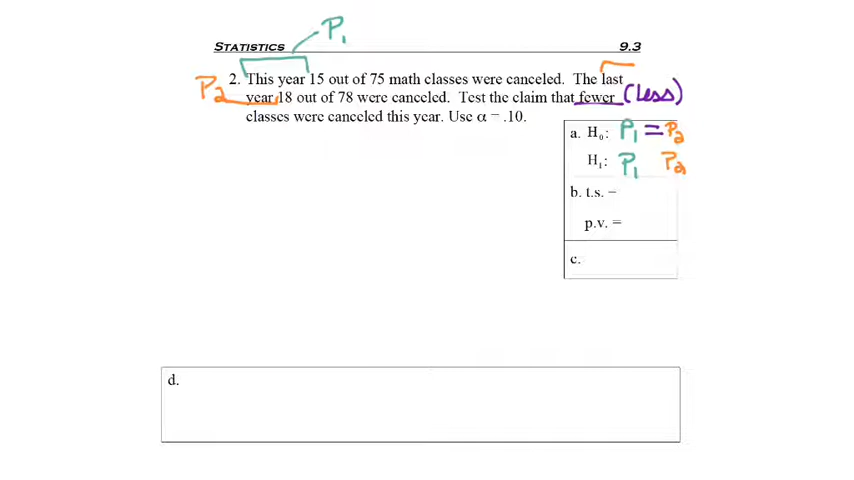 P1
STATISTICS 9.3
2. This year 15 out of 75 math classes were canceled. The last
P2 year 18 out of 78 were canceled. Test the claim that fewer (less)
classes were canceled this year. Use α = .10.
a. H0: P1 = P2
H1: P1 P2
b. t.s. =
p.v. =
c.
d.